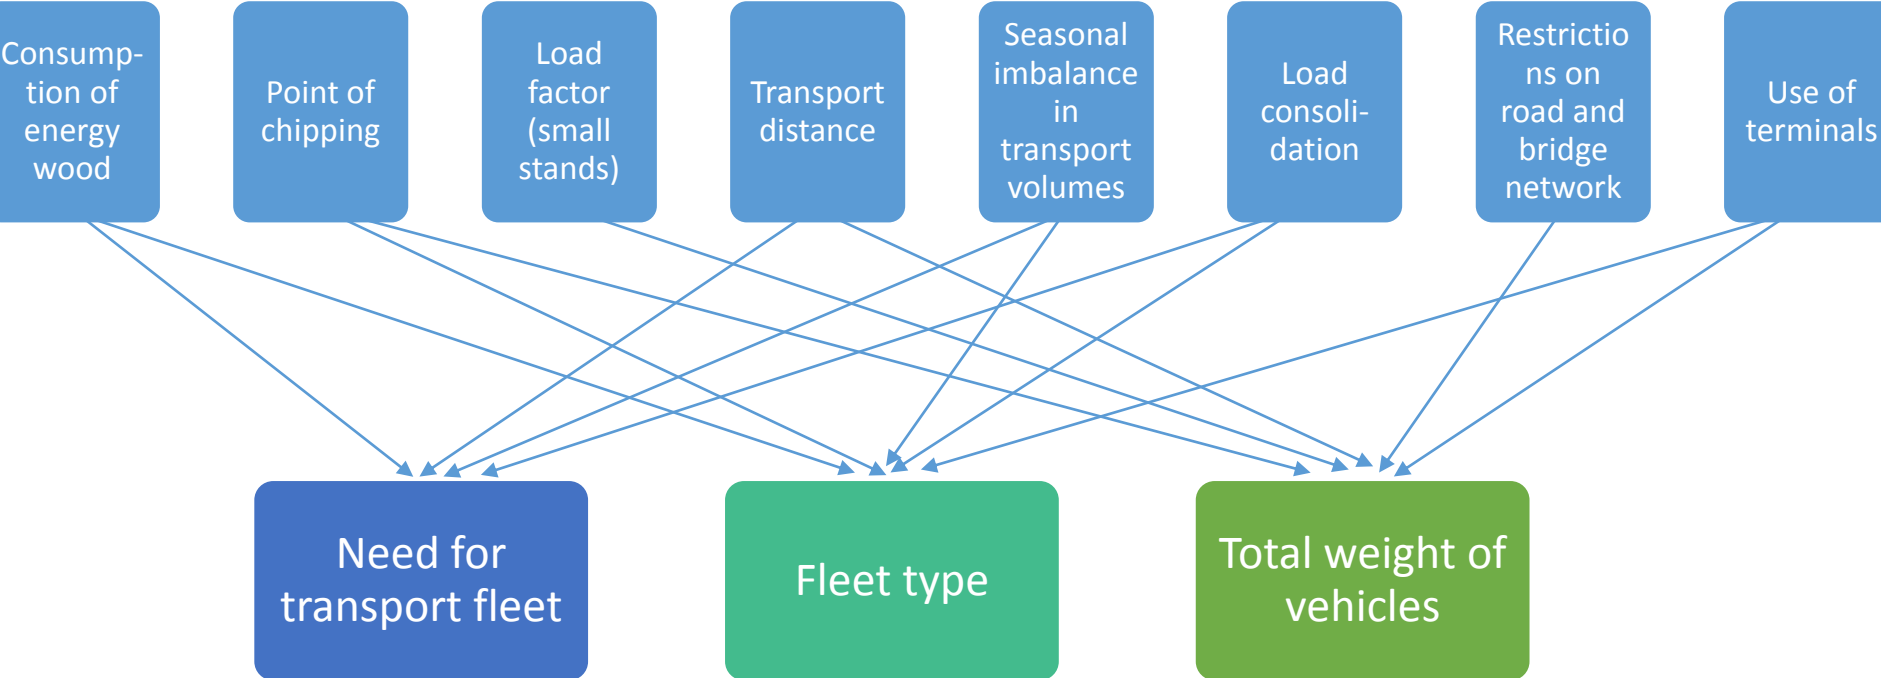 Consump-
tion of
energy
wood
Point of
chipping
Load
factor
(small
stands)
Transport
distance
Seasonal
imbalance
in
transport
volumes
Load
consoli-
dation
Restrictio
ns on
road and
bridge
network
Use of
terminals
Need for
transport fleet
Fleet type
Total weight of
vehicles